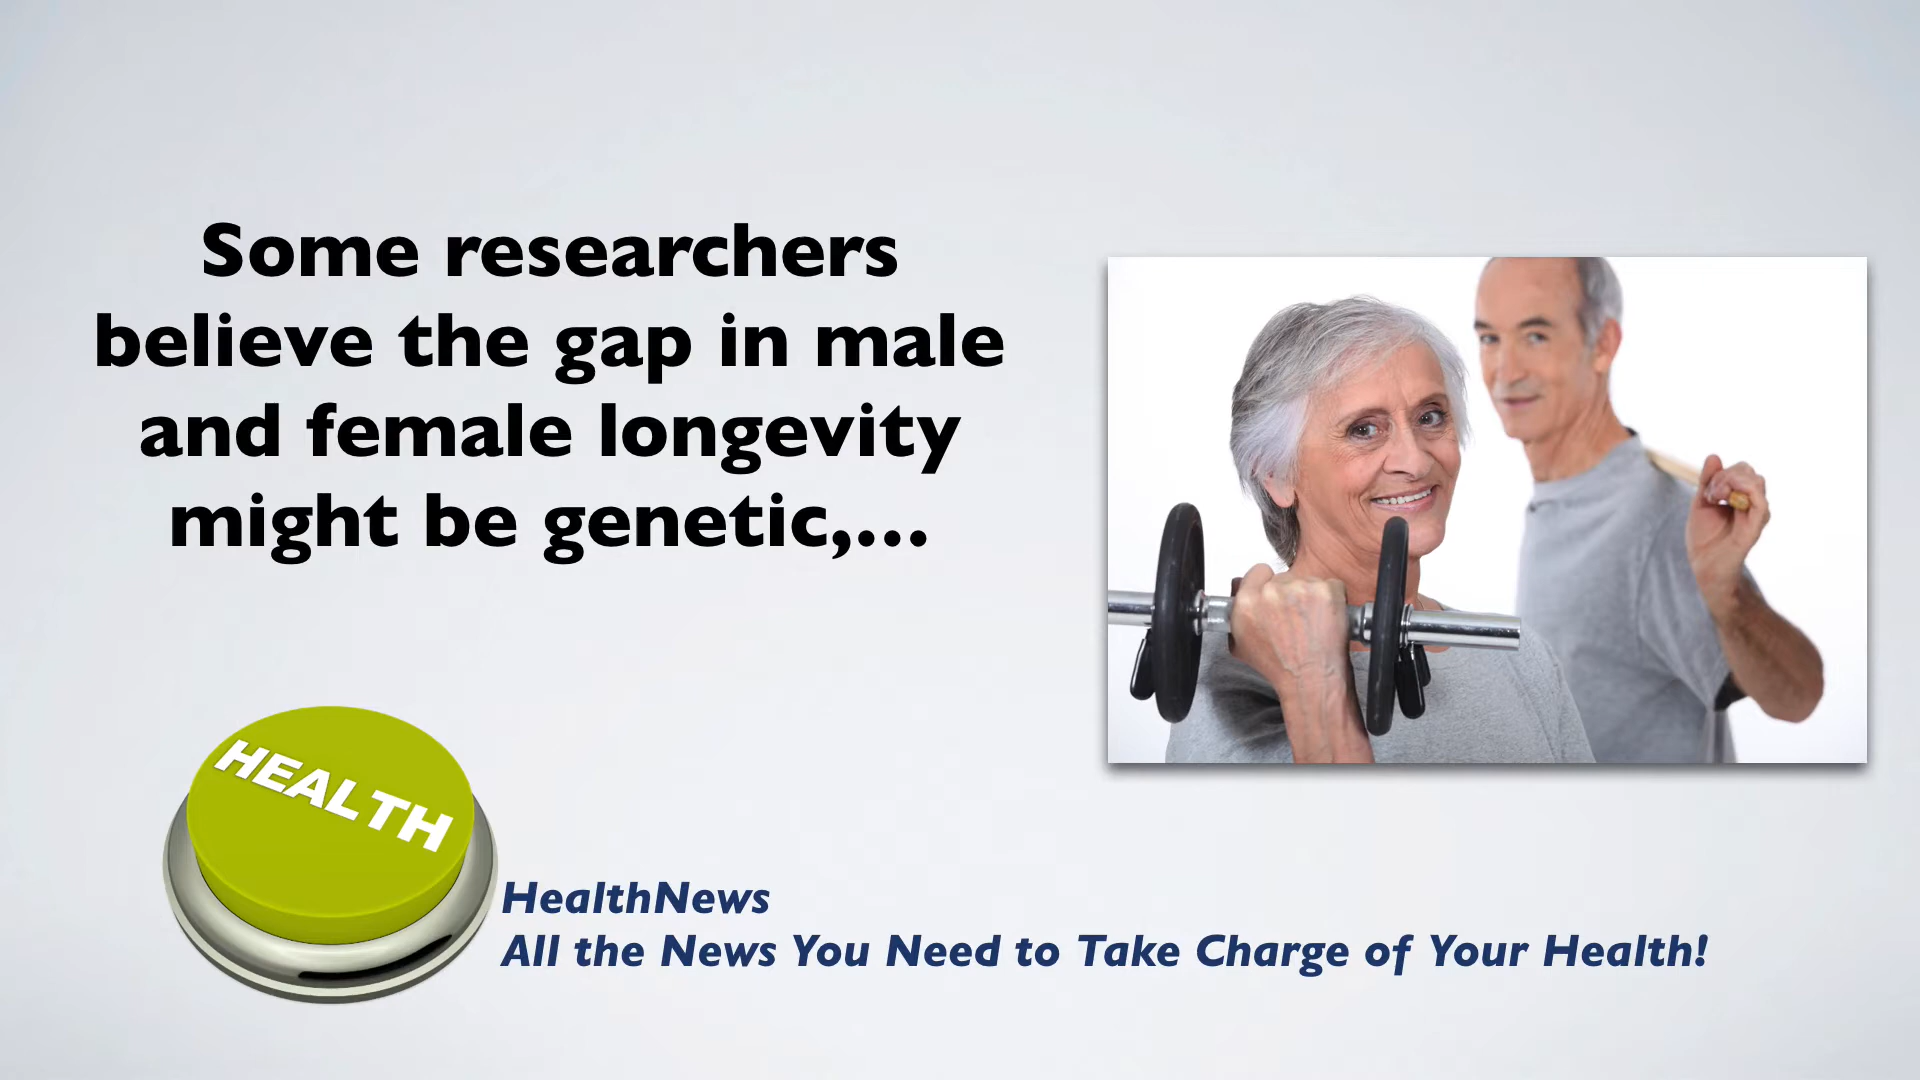 Some researchers
believe the gap in male
and female longevity
might be genetic,...
HEALTH
HealthNews
All the News You Need to Take Charge of Your Health!